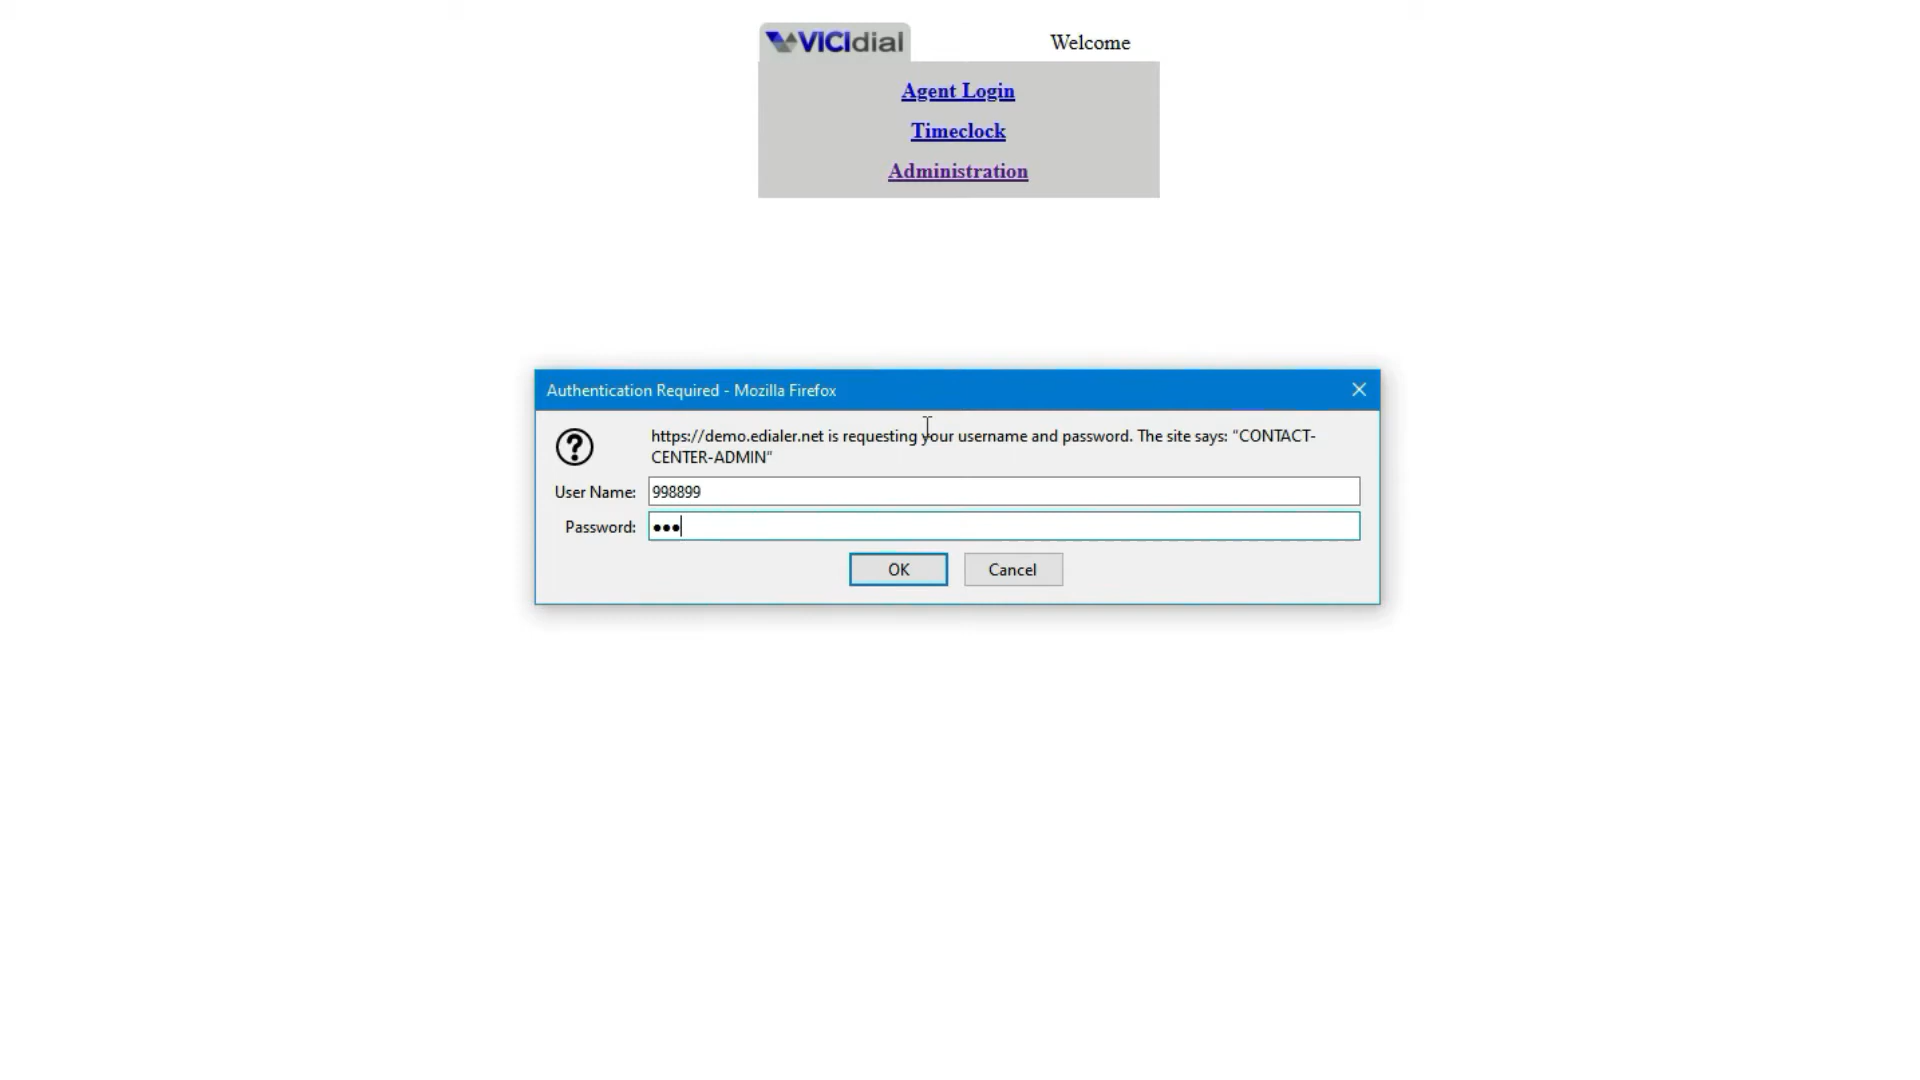 VICIdial
Welcome
Agent Login
Timeclock
Administration
Authentication Required - Mozilla Firefox
https://demo.edialer.net is requesting your username and password. The site says: "CONTACT-
CENTER-ADMIN"
User Name: 998899
Password: •••
OK Cancel